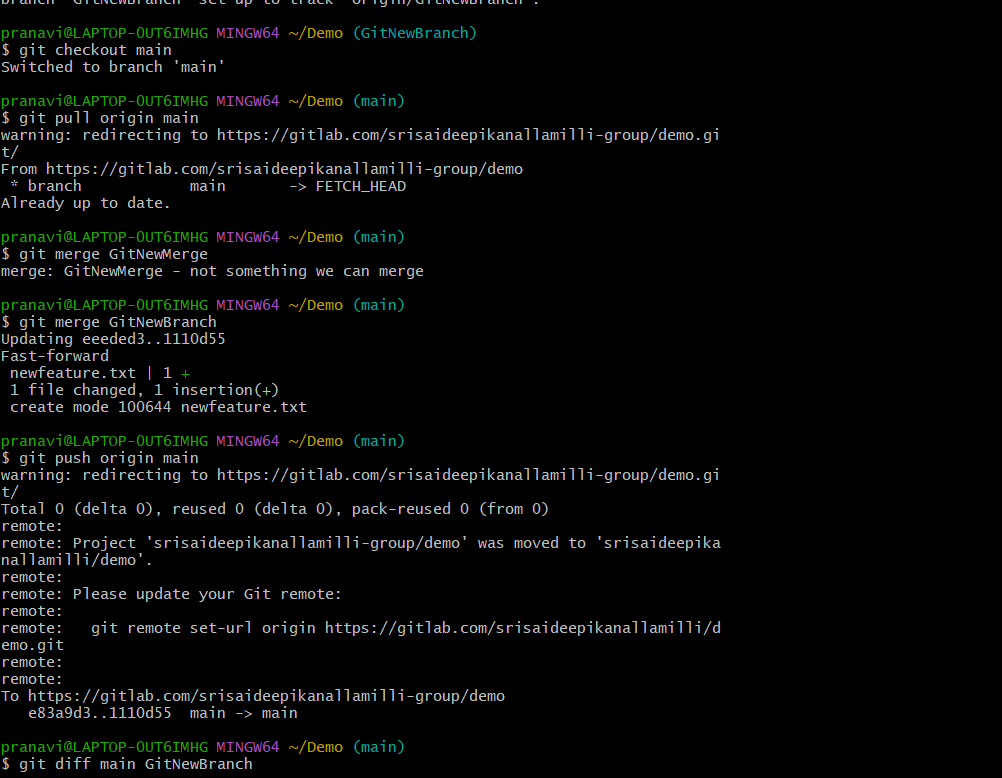 branch 'GitNewBranch' set up to track 'origin/GitNewBranch'.
pranavi@LAPTOP-OUT6IMHG MINGW64 ~/Demo (GitNewBranch)
$ git checkout main
Switched to branch 'main'
pranavi@LAPTOP-OUT6IMHG MINGW64 ~/Demo (main)
$ git pull origin main
warning: redirecting to https://gitlab.com/srisaideepikanallamilli-group/demo.gi
t/
From https://gitlab.com/srisaideepikanallamilli-group/demo
 * branch            main       -> FETCH_HEAD
Already up to date.
pranavi@LAPTOP-OUT6IMHG MINGW64 ~/Demo (main)
$ git merge GitNewMerge
merge: GitNewMerge - not something we can merge
pranavi@LAPTOP-OUT6IMHG MINGW64 ~/Demo (main)
$ git merge GitNewBranch
Updating eeeded3..1110d55
Fast-forward
 newfeature.txt | 1 +
 1 file changed, 1 insertion(+)
 create mode 100644 newfeature.txt
pranavi@LAPTOP-OUT6IMHG MINGW64 ~/Demo (main)
$ git push origin main
warning: redirecting to https://gitlab.com/srisaideepikanallamilli-group/demo.gi
t/
Total 0 (delta 0), reused 0 (delta 0), pack-reused 0 (from 0)
remote:
remote: Project 'srisaideepikanallamilli-group/demo' was moved to 'srisaideepika
nallamilli/demo'.
remote:
remote: Please update your Git remote:
remote:
remote:   git remote set-url origin https://gitlab.com/srisaideepikanallamilli/d
emo.git
remote:
remote:
To https://gitlab.com/srisaideepikanallamilli-group/demo
   e83a9d3..1110d55  main -> main
pranavi@LAPTOP-OUT6IMHG MINGW64 ~/Demo (main)
$ git diff main GitNewBranch